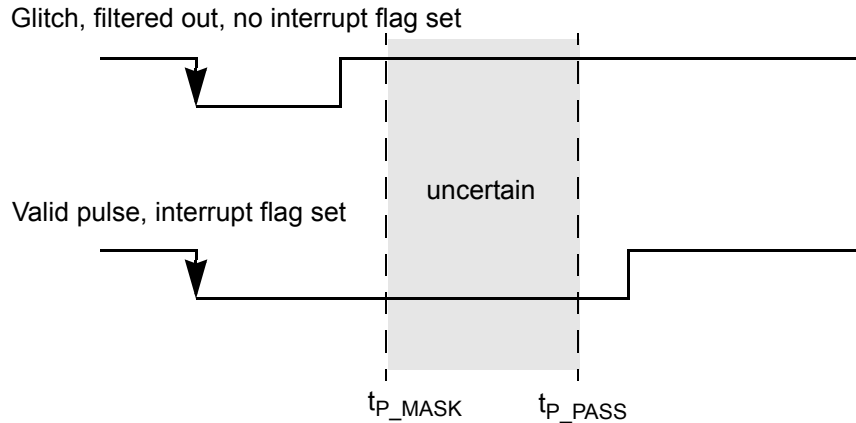 Glitch, filtered out, no interrupt flag set
uncertain
Valid pulse, interrupt flag set
tP_MASK
tP_PASS